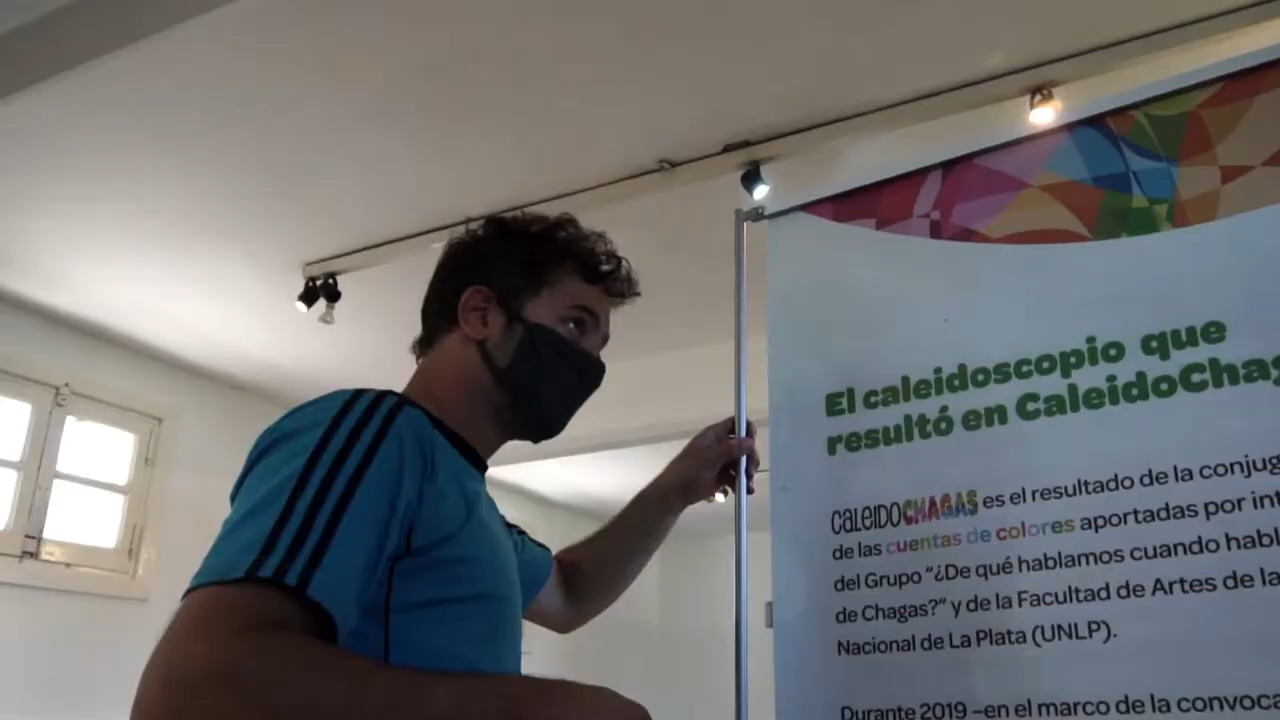 El caleidoscopio que
resultó en CaleidoChag
CALEIDOCHAGAS es el resultado de la conjug
de las cuentas de colores aportadas por int
del Grupo “¿De qué hablamos cuando habl
de Chagas?” y de la Facultad de Artes de la
Nacional de La Plata (UNLP).
Durante 2019 –en el marco de la convoca